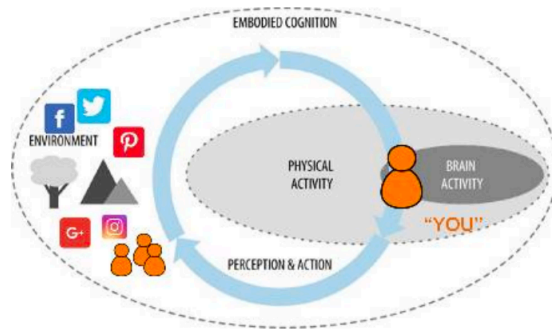 EMBODIED COGNITION
f
ENVIRONMENT
PHYSICAL
ACTIVITY
BRAIN
ACTIVITY
G+
"YOU"
PERCEPTION & ACTION